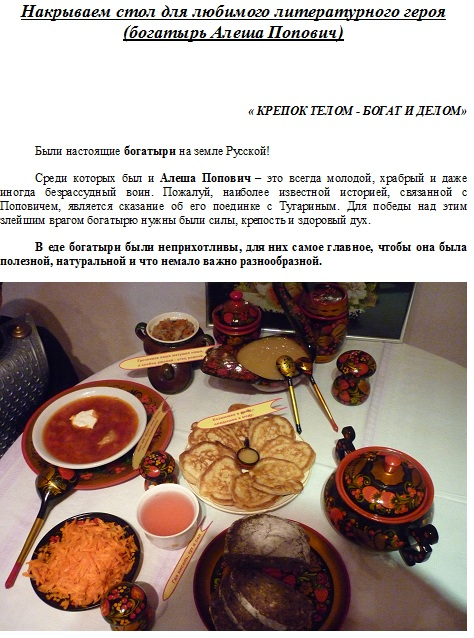 Накрываем стол для любимого литературного героя
(богатырь Алеша Попович)
« КРЕПОК ТЕЛОМ - БОГАТ И ДЕЛОМ»
Были настоящие богатыри на земле Русской!
Среди которых был и Алеша Попович – это всегда молодой, храбрый и даже
иногда безрассудный воин. Пожалуй, наиболее известной историей, связанной с
Поповичем, является сказание об его поединке с Тугариным. Для победы над этим
злейшим врагом богатырю нужны были силы, крепость и здоровый дух.
В еде богатыри были неприхотливы, для них самое главное, чтобы она была
полезной, натуральной и что немало важно разнообразной.